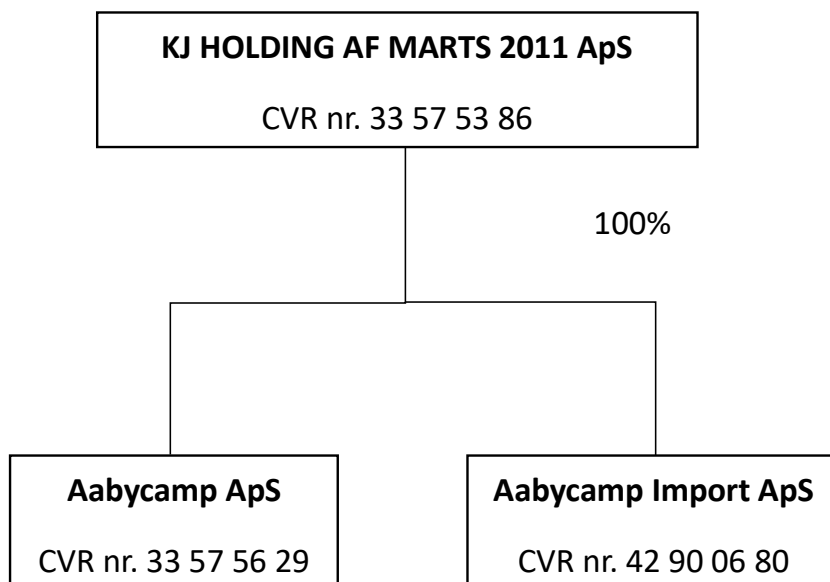 KJ HOLDING AF MARTS 2011 ApS
CVR nr. 33 57 53 86
100%
Aabycamp ApS
CVR nr. 33 57 56 29
Aabycamp Import ApS
CVR nr. 42 90 06 80